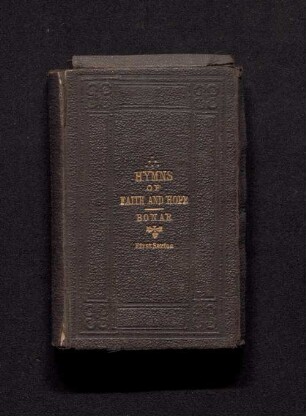 HYMNS
OF
FAITH AND HOPE
BONAR
First Series